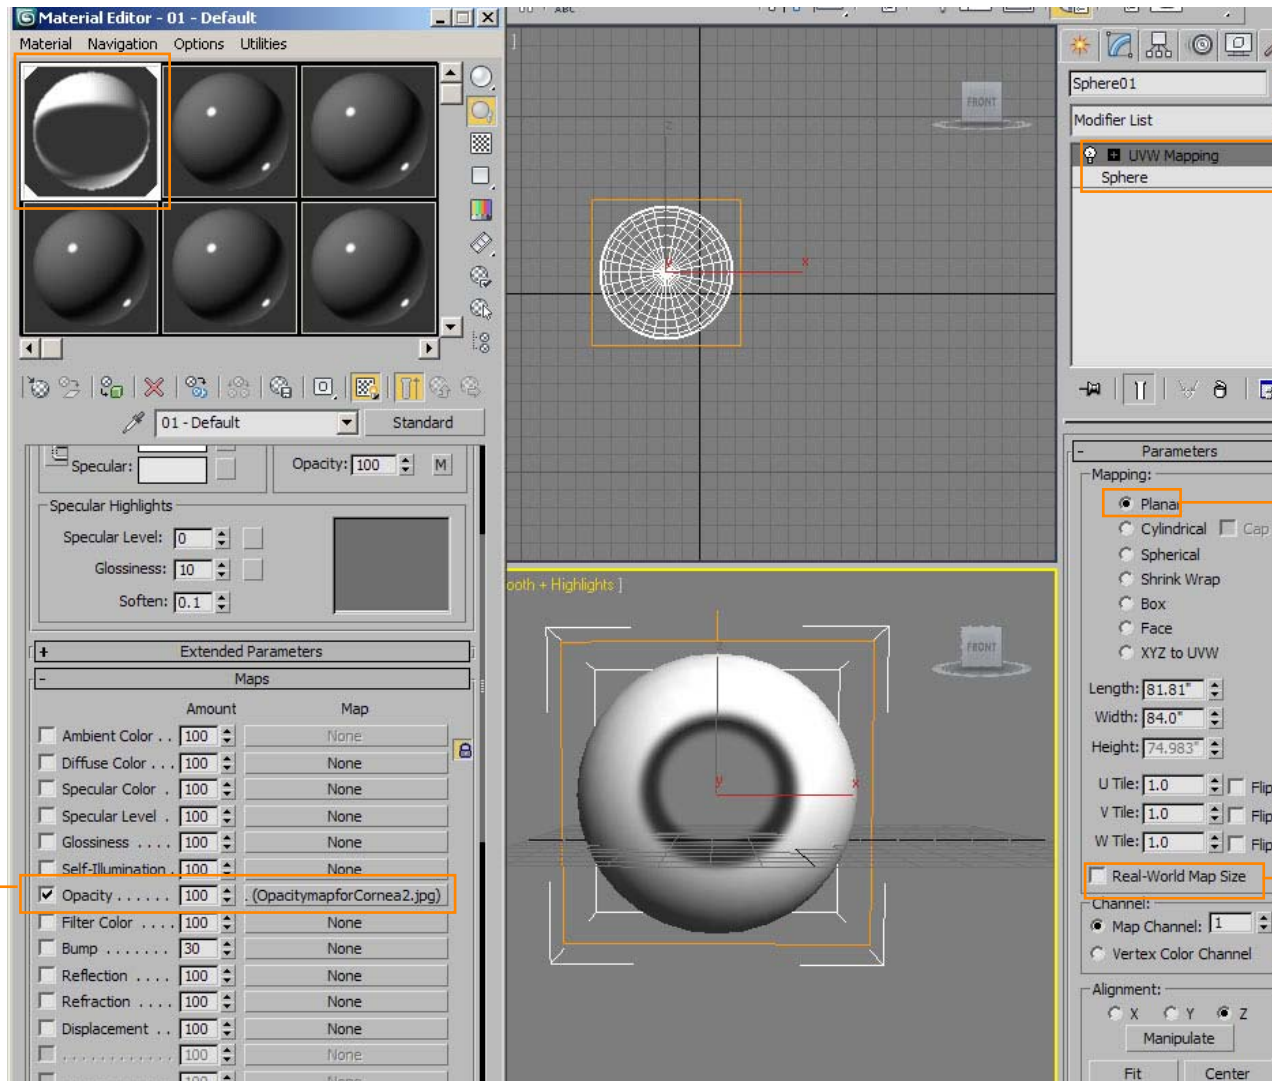 Material Editor - 01 - Default
Material Navigation Options Utilities
01 - Default
Standard
Specular:
Opacity: 100
M
Specular Highlights
Specular Level: 0
Glossiness: 10
Soften: 0.1
+ Extended Parameters
- Maps
Amount Map
Ambient Color . . 100 None
Diffuse Color . . . 100 None
Specular Color . 100 None
Specular Level . 100 None
Glossiness . . . . 100 None
Self-Illumination . 100 None
Opacity . . . . . . 100 . (OpacitymapforCornea2.jpg)
Filter Color . . . . 100 None
Bump . . . . . . . 30 None
Reflection . . . . 100 None
Refraction . . . . 100 None
Displacement . . 100 None
. . . . . . . . . . . . 100 None
100 None
ABC
]
FRONT
z
y
x
ooth + Highlights ]
FRONT
z
y
x
Sphere01
Modifier List
UVW Mapping
Sphere
- Parameters
Mapping:
Planar
Cylindrical Cap
Spherical
Shrink Wrap
Box
Face
XYZ to UVW
Length: 81.81"
Width: 84.0"
Height: 74.983"
U Tile: 1.0 Flip
V Tile: 1.0 Flip
W Tile: 1.0 Flip
Real-World Map Size
Channel:
Map Channel: 1
Vertex Color Channel
Alignment:
X Y Z
Manipulate
Fit Center